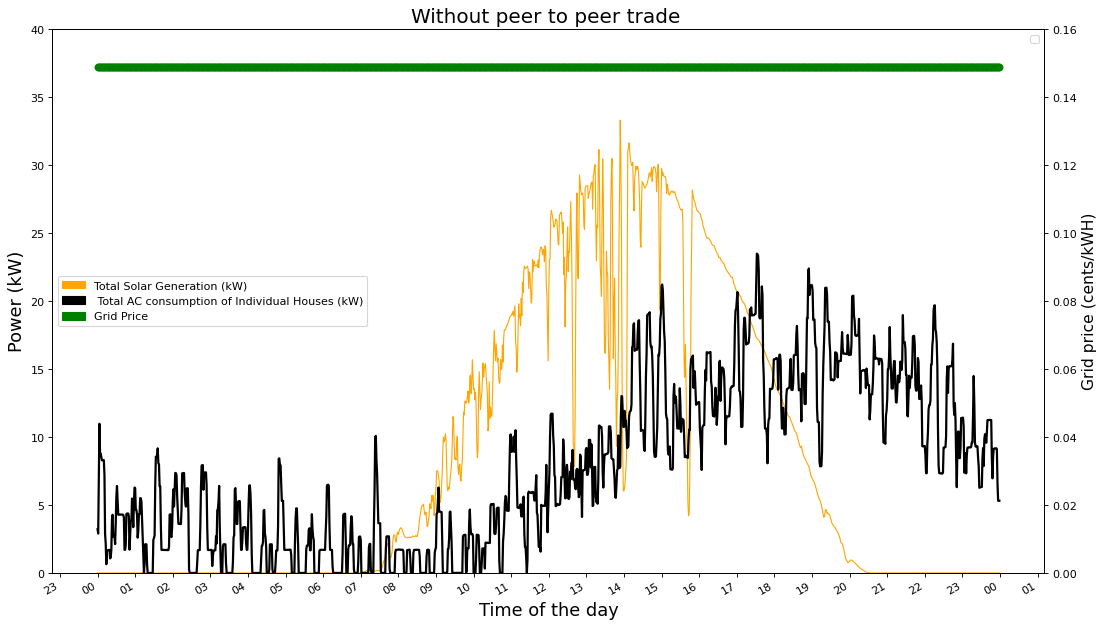 Without peer to peer trade
40
35
30
25
20
15
10
5
0
Power (kW)
0.16
0.14
0.12
0.10
0.08
0.06
0.04
0.02
0.00
Grid price (cents/kWH)
Total Solar Generation (kW)
Total AC consumption of Individual Houses (kW)
Grid Price
23 00 01 02 03 04 05 06 07 08 09 10 11 12 13 14 15 16 17 18 19 20 21 22 23 00 01
Time of the day